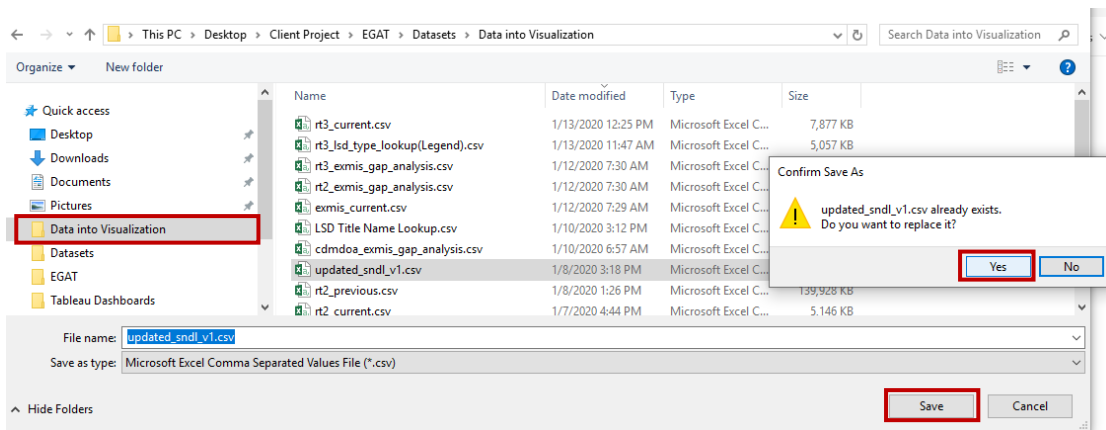 This PC > Desktop > Client Project > EGAT > Datasets > Data into Visualization
Search Data into Visualization
Organize
New folder
Name Date modified Type Size
Quick access
Desktop
Downloads
Documents
Pictures
Data into Visualization
Datasets
EGAT
Tableau Dashboards
rt3_current.csv 1/13/2020 12:25 PM Microsoft Excel C... 7,877 KB
rt3_lsd_type_lookup(Legend).csv 1/13/2020 11:47 AM Microsoft Excel C... 5,057 KB
rt3_exmis_gap_analysis.csv 1/12/2020 7:30 AM Microsoft Excel C...
rt2_exmis_gap_analysis.csv 1/12/2020 7:30 AM Microsoft Excel C...
exmis_current.csv 1/12/2020 7:29 AM Microsoft Excel C...
LSD Title Name Lookup.csv 1/10/2020 3:12 PM Microsoft Excel C...
cdmdoa_exmis_gap_analysis.csv 1/10/2020 6:57 AM Microsoft Excel C...
updated_sndl_v1.csv 1/8/2020 3:18 PM Microsoft Excel C...
rt2_previous.csv 1/8/2020 1:26 PM Microsoft Excel C... 139,928 KB
rt2_current.csv 1/7/2020 4:44 PM Microsoft Excel C... 5,146 KB
Confirm Save As
updated_sndl_v1.csv already exists.
Do you want to replace it?
Yes No
File name: updated_sndl_v1.csv
Save as type: Microsoft Excel Comma Separated Values File (*.csv)
Hide Folders
Save Cancel